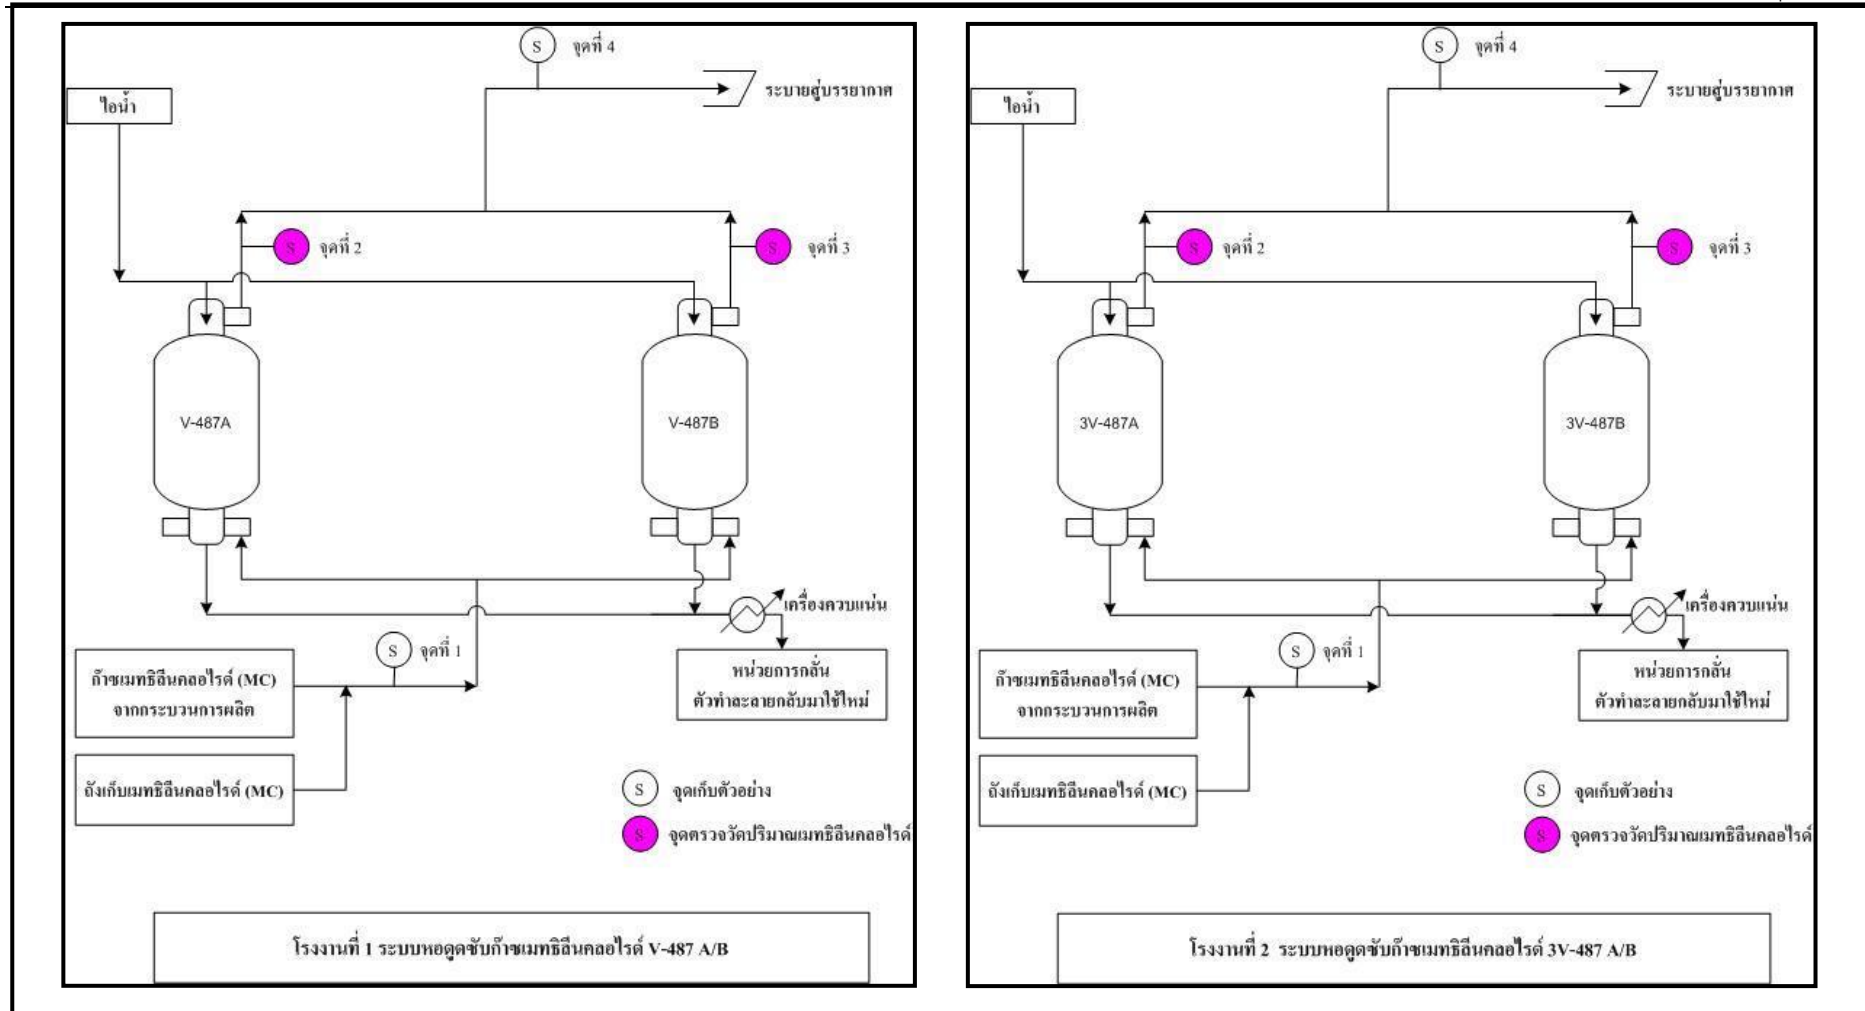 S จุดที่ 4
ระบายสู่บรรยากาศ
ไอน้ำ
S จุดที่ 2
S จุดที่ 3
V-487A
V-487B
เครื่องควบแน่น
S จุดที่ 1
ก๊าซเมทธิลีนคลอไรด์ (MC)
จากกระบวนการผลิต
หน่วยการกลั่น
ตัวทำละลายกลับมาใช้ใหม่
ถังเก็บเมทธิลีนคลอไรด์ (MC)
S จุดเก็บตัวอย่าง
S จุดตรวจวัดปริมาณเมทธิลีนคลอไรด์
โรงงานที่ 1 ระบบหอดูดซับก๊าซเมทธิลีนคลอไรด์ V-487 A/B
S จุดที่ 4
ระบายสู่บรรยากาศ
ไอน้ำ
S จุดที่ 2
S จุดที่ 3
3V-487A
3V-487B
เครื่องควบแน่น
S จุดที่ 1
ก๊าซเมทธิลีนคลอไรด์ (MC)
จากกระบวนการผลิต
หน่วยการกลั่น
ตัวทำละลายกลับมาใช้ใหม่
ถังเก็บเมทธิลีนคลอไรด์ (MC)
S จุดเก็บตัวอย่าง
S จุดตรวจวัดปริมาณเมทธิลีนคลอไรด์
โรงงานที่ 2 ระบบหอดูดซับก๊าซเมทธิลีนคลอไรด์ 3V-487 A/B